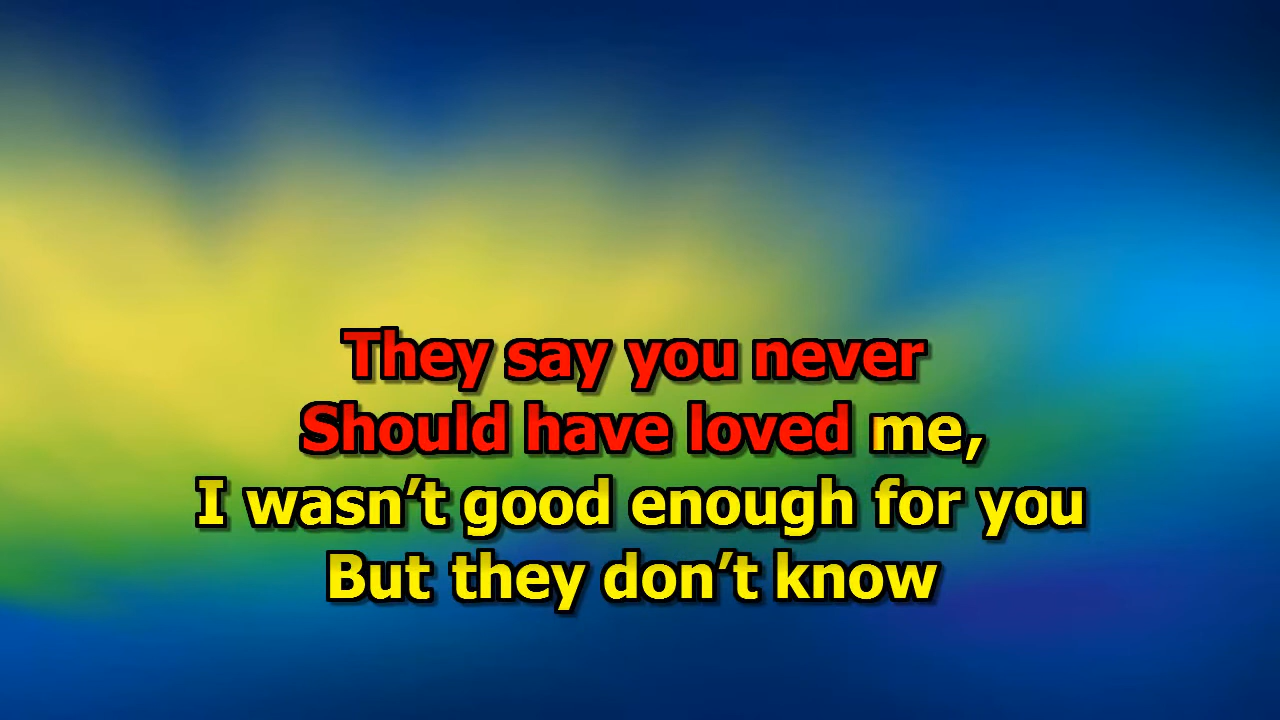 They say you never
Should have loved me,
I wasn’t good enough for you
But they don’t know